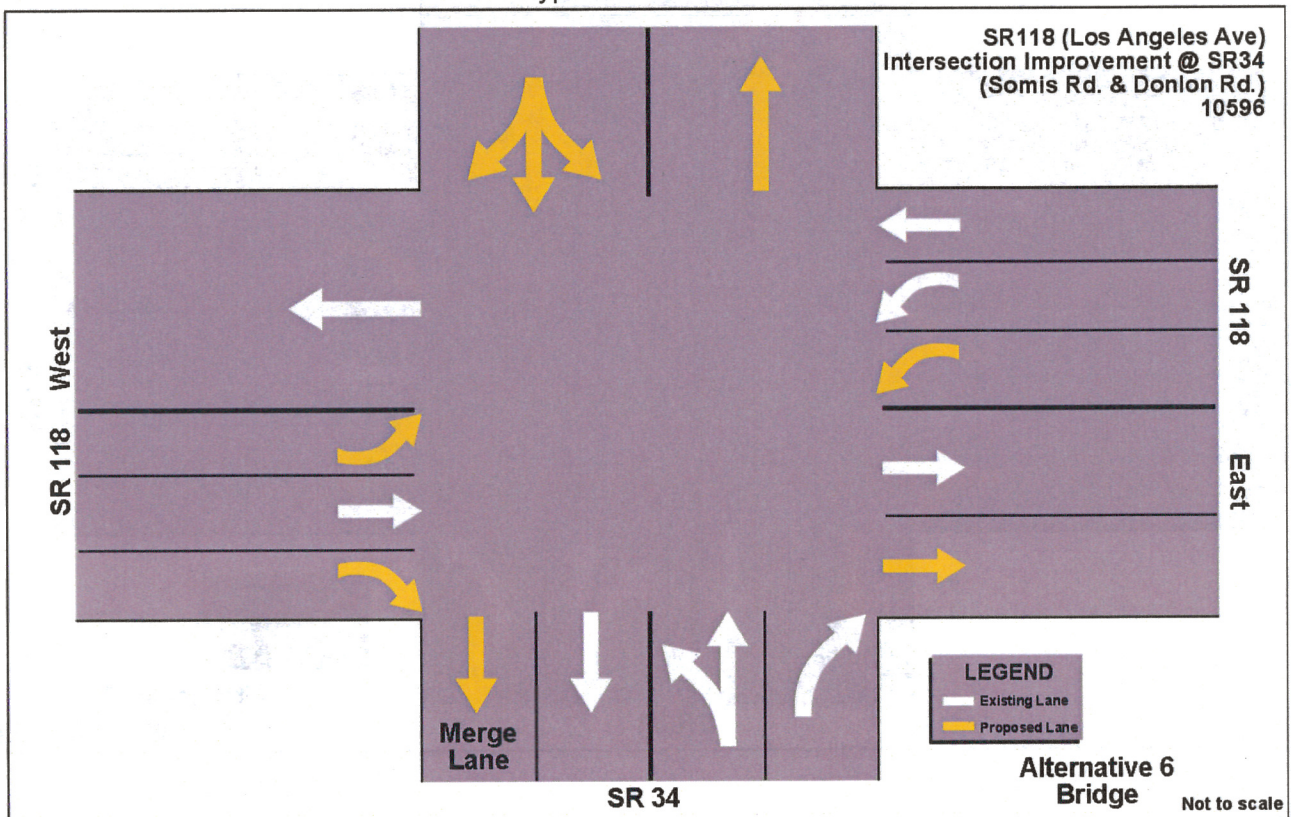 SR118 (Los Angeles Ave)
Intersection Improvement @ SR34
(Somis Rd. & Donlon Rd.)
10596
West
SR 118
SR 118
East
Merge
Lane
SR 34
LEGEND
Existing Lane
Proposed Lane
Alternative 6
Bridge
Not to scale